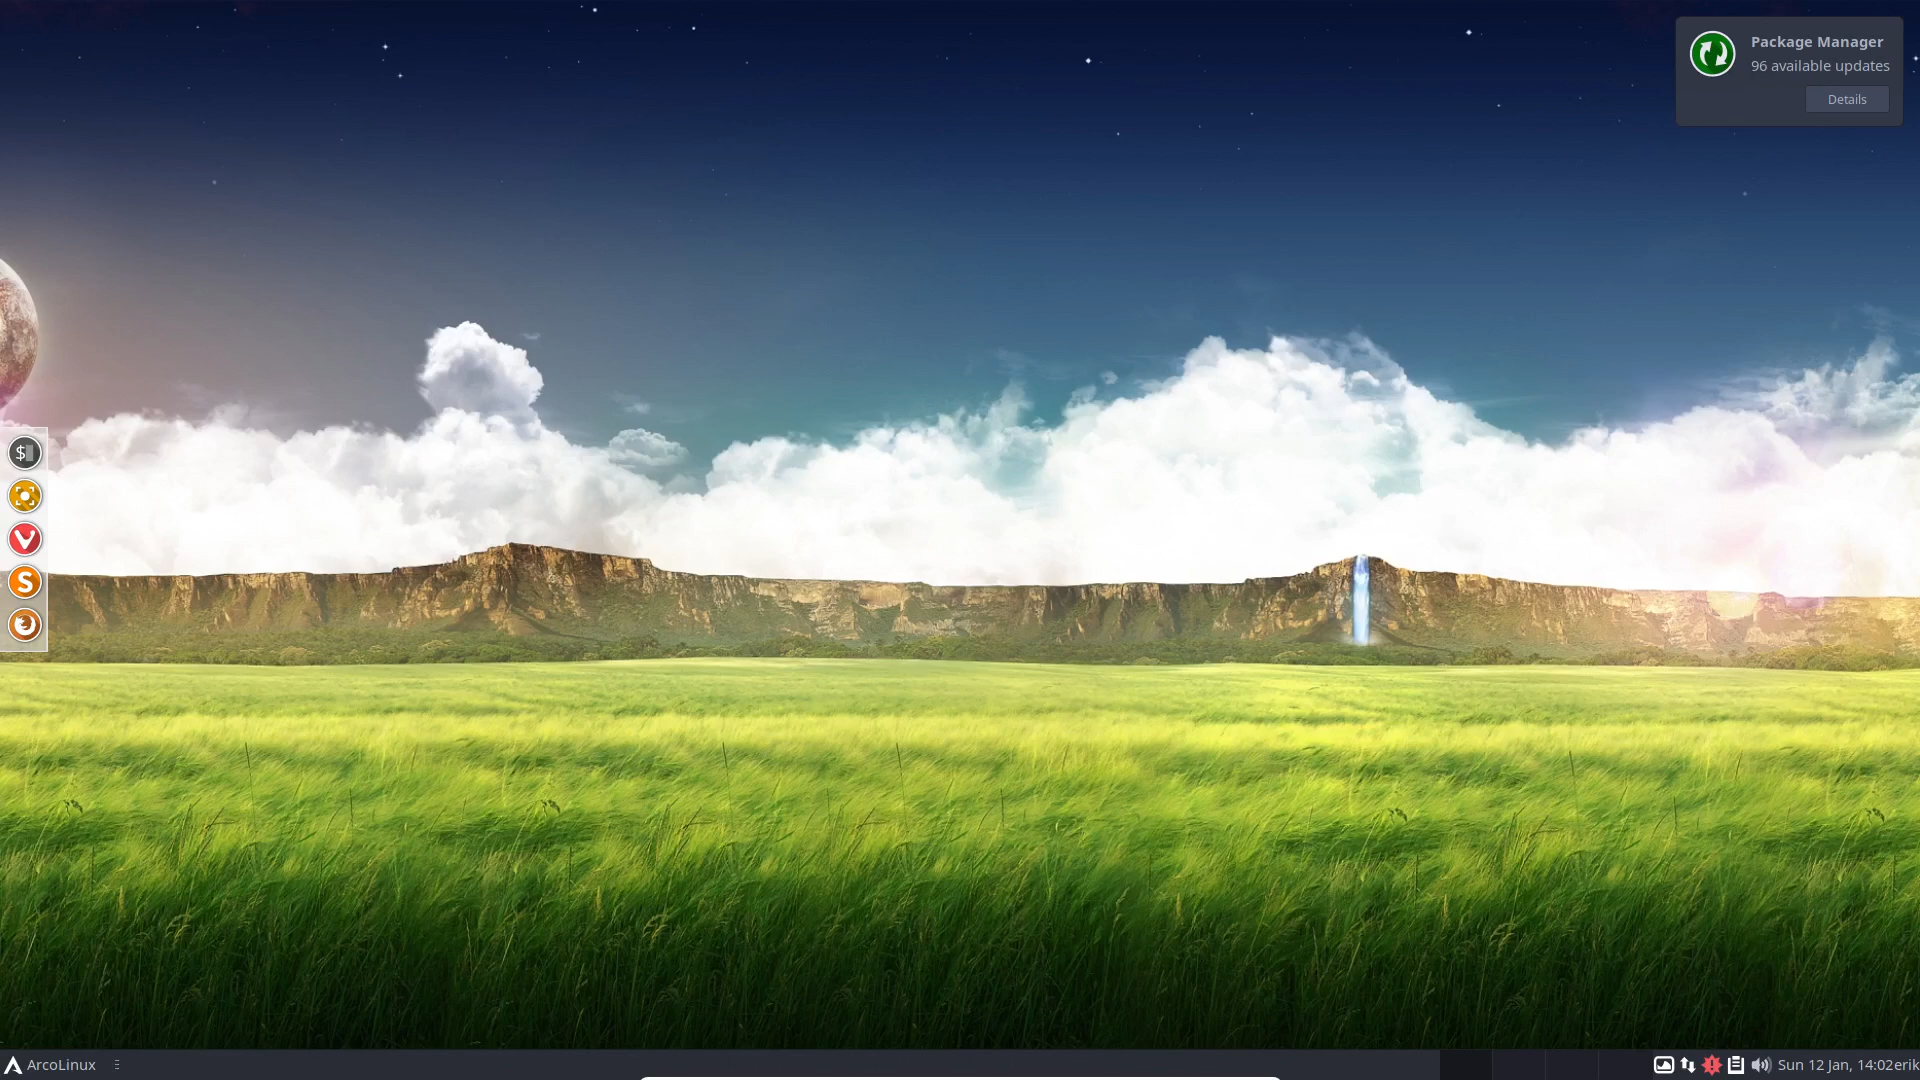 Package Manager
96 available updates
Details
$
S
ArcoLinux
Sun 12 Jan, 14:02erik